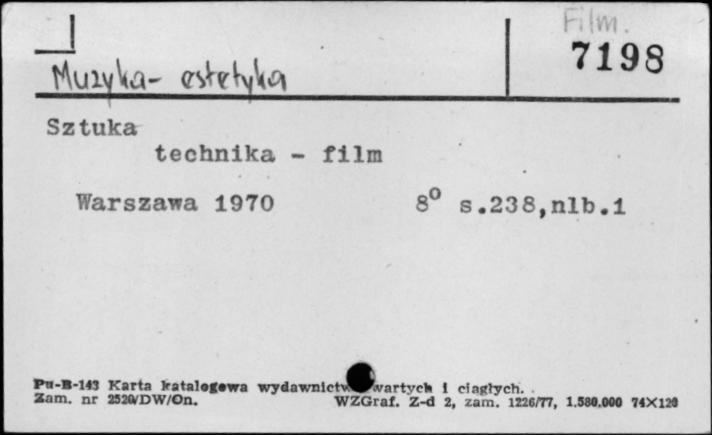 Film.
7198
Muzyka- estetyka
Sztuka
technika - film
Warszawa 1970 8° s.238,nlb.1
Pu-B-143 Karta katalogowa wydawnictw zwartych i ciągłych.
Zam. nr 2520/DW/On. WZGraf. Z-d 2, zam. 1226/77, 1.580.000 74X120